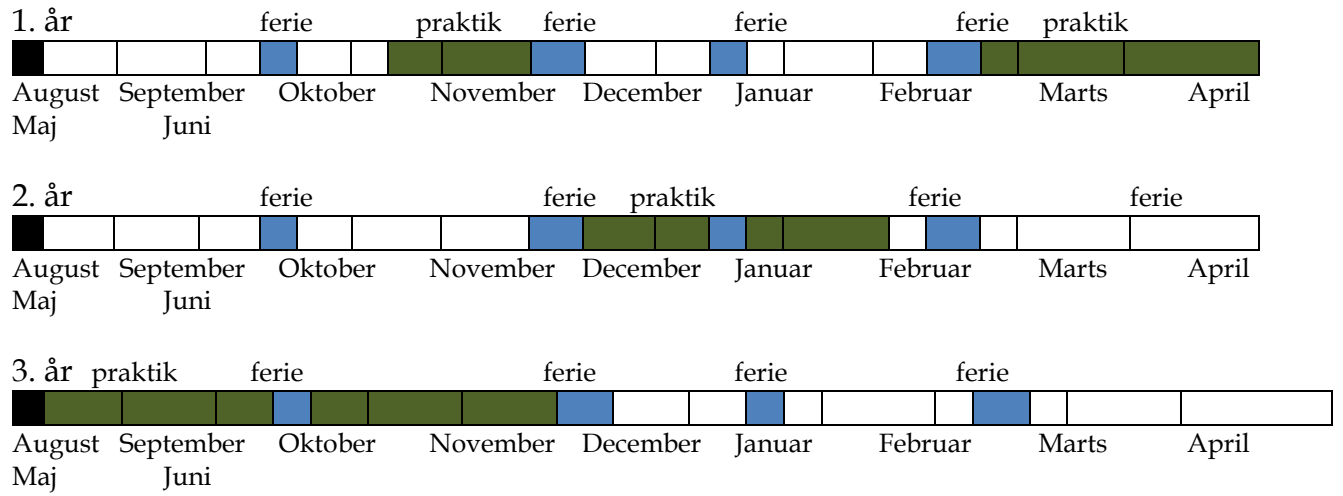 1. år ferie praktik ferie ferie ferie praktik
August September Oktober November December Januar Februar Marts April
Maj Juni
2. år ferie ferie praktik ferie ferie
August September Oktober November December Januar Februar Marts April
Maj Juni
3. år praktik ferie ferie ferie ferie
August September Oktober November December Januar Februar Marts April
Maj Juni